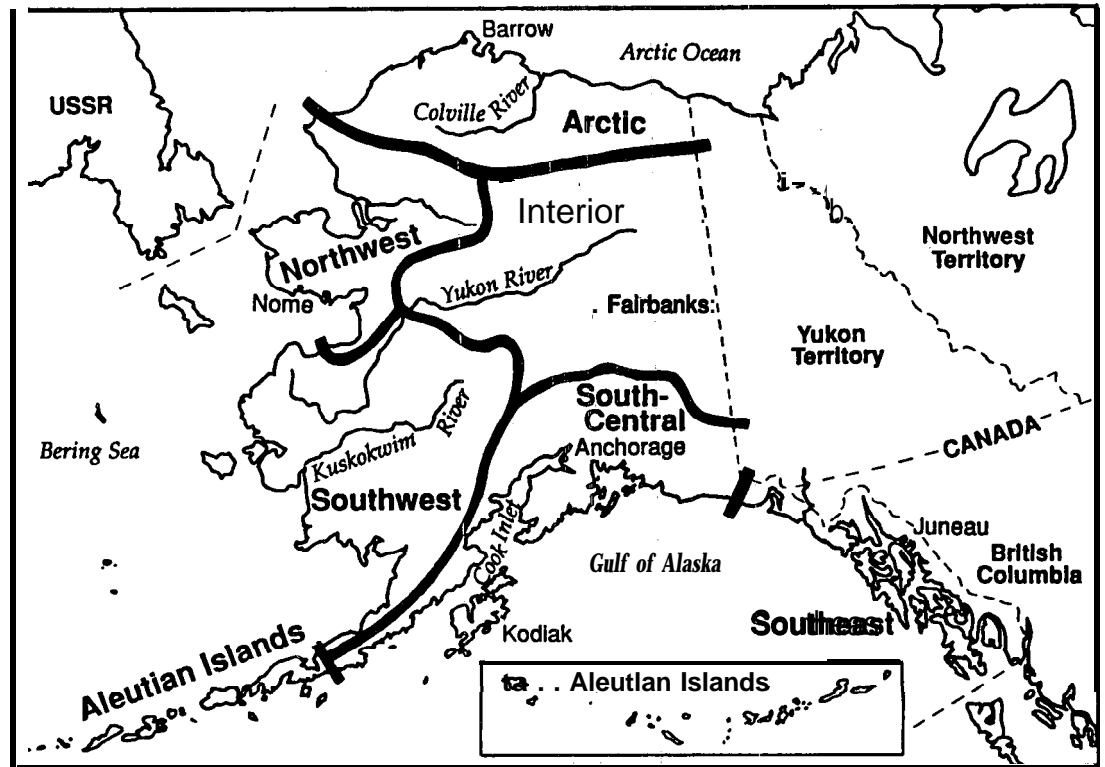 Barrow
Arctic Ocean
USSR
Colville River
Arctic
Interior
Northwest
Northwest
Territory
Nome
Yukon River
. Fairbanks.
Yukon
Territory
South-
Central
Anchorage
Bering Sea
Kuskokwim River
CANADA
Southwest
Cook Inlet
Juneau
Gulf of Alaska
British
Columbia
Southeast
Kodiak
Aleutian Islands
. . Aleutlan Islands